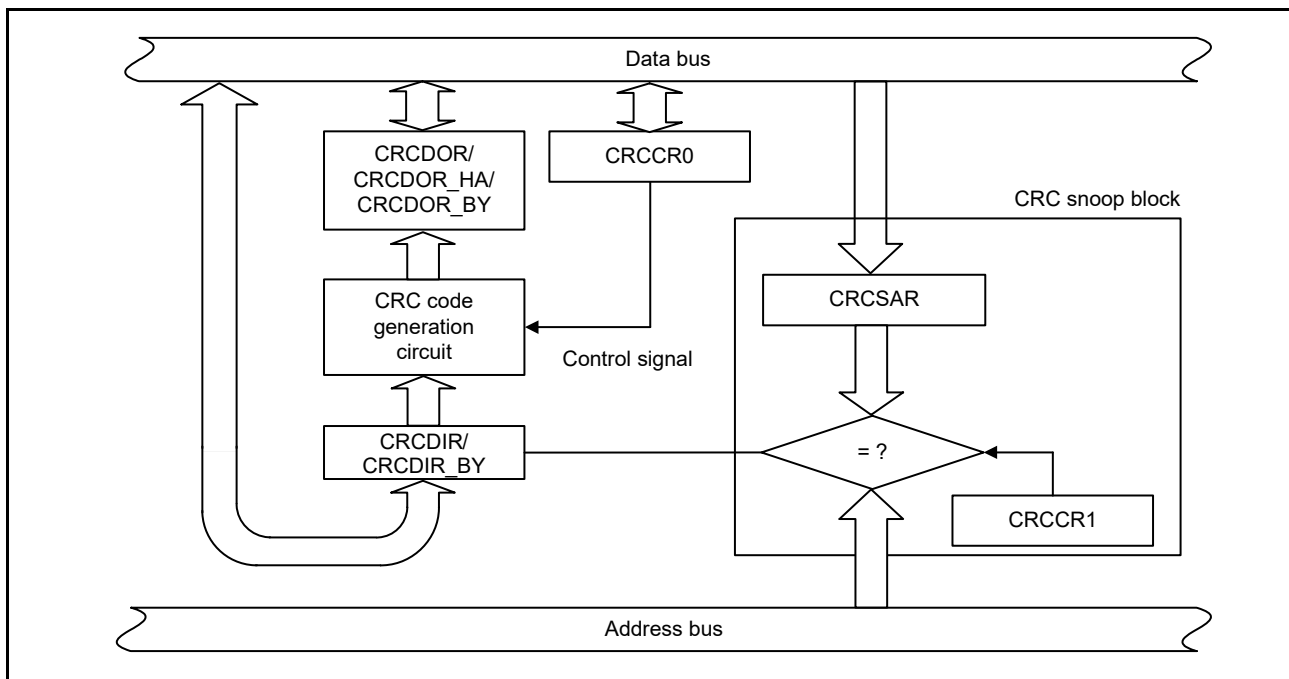 Data bus
CRCDOR/
CRCDOR_HA/
CRCDOR_BY
CRCCR0
CRC snoop block
CRCSAR
CRC code
generation
circuit
Control signal
CRCDIR/
CRCDIR_BY
= ?
CRCCR1
Address bus